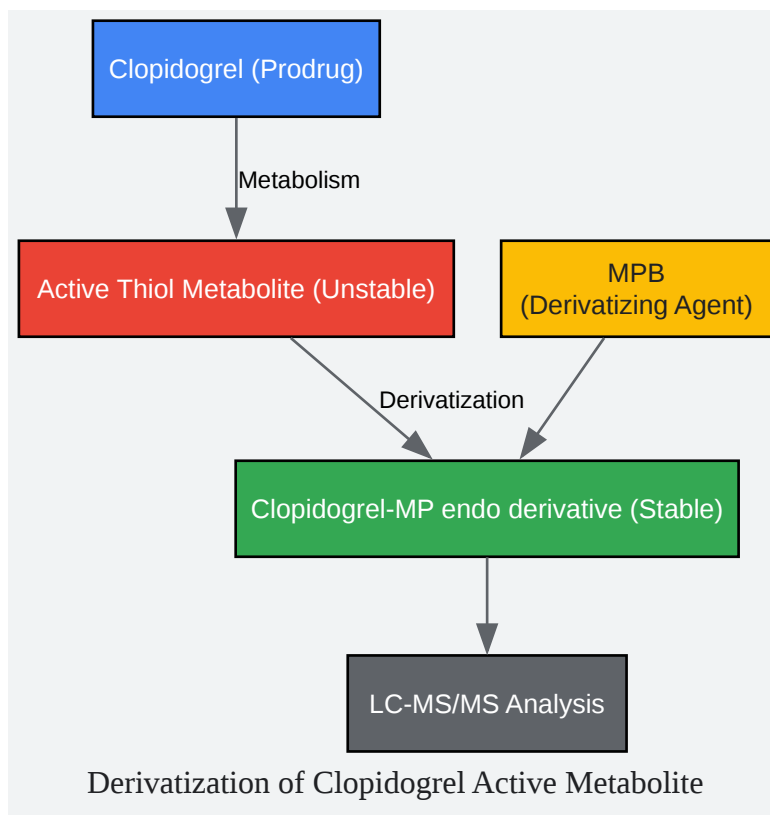 Clopidogrel (Prodrug)
Metabolism
Active Thiol Metabolite (Unstable)
MPB
(Derivatizing Agent)
Derivatization
Clopidogrel-MP endo derivative (Stable)
LC-MS/MS Analysis
Derivatization of Clopidogrel Active Metabolite